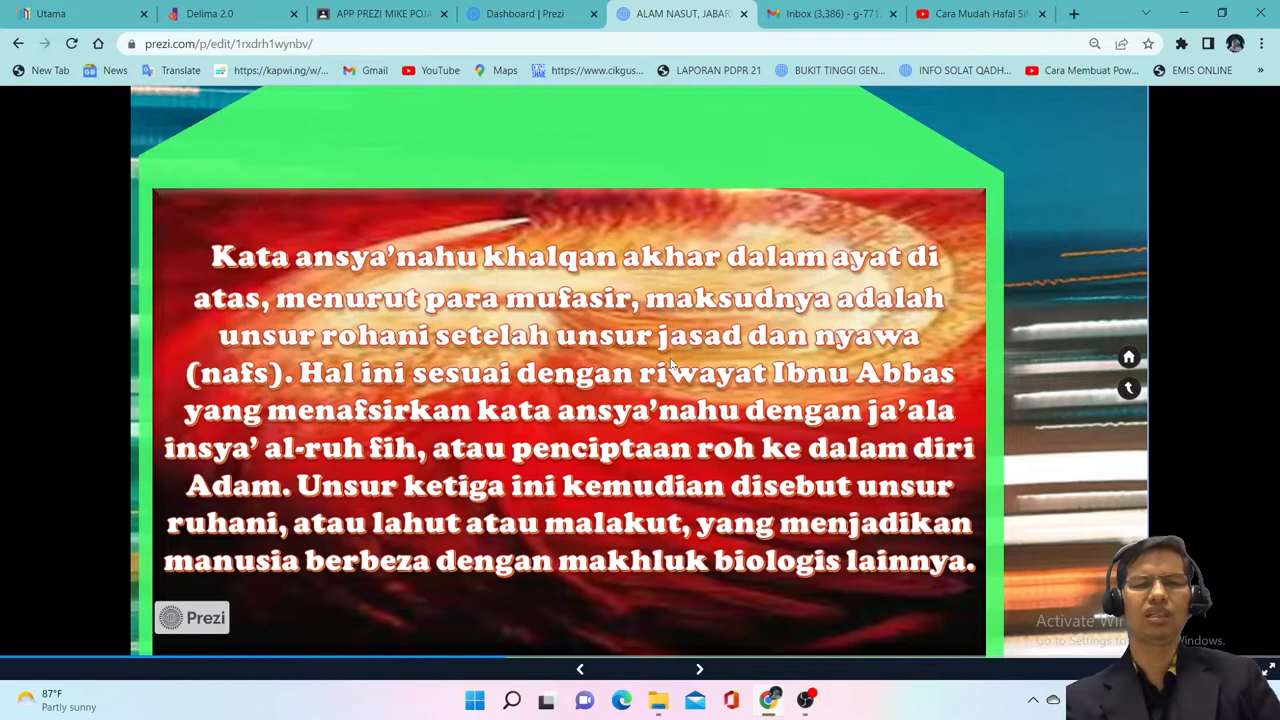 Utama
Delima 2.0
APP PREZI MIKE POJA
Dashboard | Prezi
ALAM NASUT, JABAR
Inbox (3,386) - g-771
Cara Mudah Hafal Sif
prezi.com/p/edit/1rxdrh1wynbv/
New Tab
News
Translate
https://kapwi.ng/w/...
Gmail
YouTube
Maps
https://www.cikgus...
LAPORAN PDPR 21
BUKIT TINGGI GEN...
INFO SOLAT QADH...
Cara Membuat Pow...
EMIS ONLINE
»
Kata ansya’nahu khalqan akhar dalam ayat di
atas, menurut para mufasir, maksudnya adalah
unsur rohani setelah unsur jasad dan nyawa
(nafs). Hal ini sesuai dengan riwayat Ibnu Abbas
yang menafsirkan kata ansya’nahu dengan ja’ala
insya’ al-ruh fih, atau penciptaan roh ke dalam diri
Adam. Unsur ketiga ini kemudian disebut unsur
ruhani, atau lahut atau malakut, yang menjadikan
manusia berbeza dengan makhluk biologis lainnya.
Prezi
Activate Wi
Go to Settings to
Windows.
87°F
Partly sunny